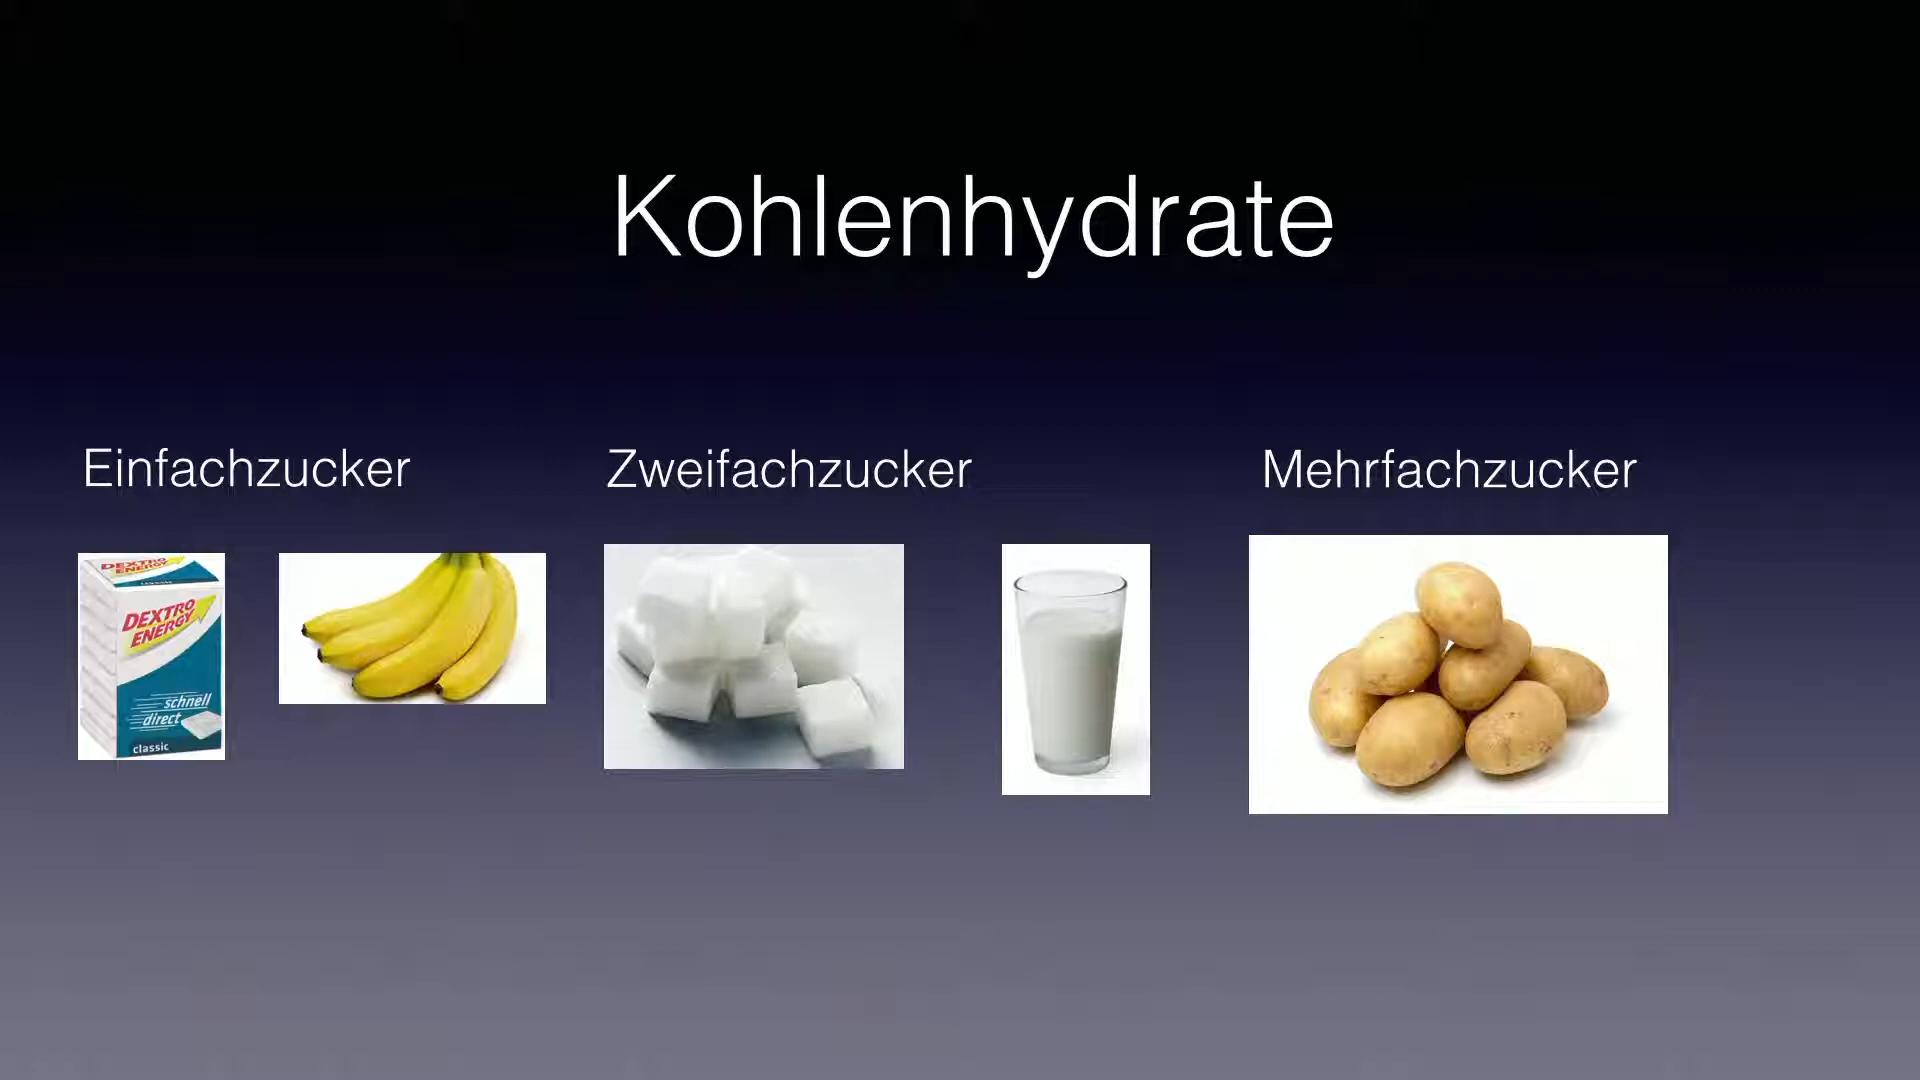 Kohlenhydrate
Einfachzucker
Zweifachzucker
Mehrfachzucker
DEXTRO
ENERGY
DEXTRO
ENERGY
schnell
direct
classic